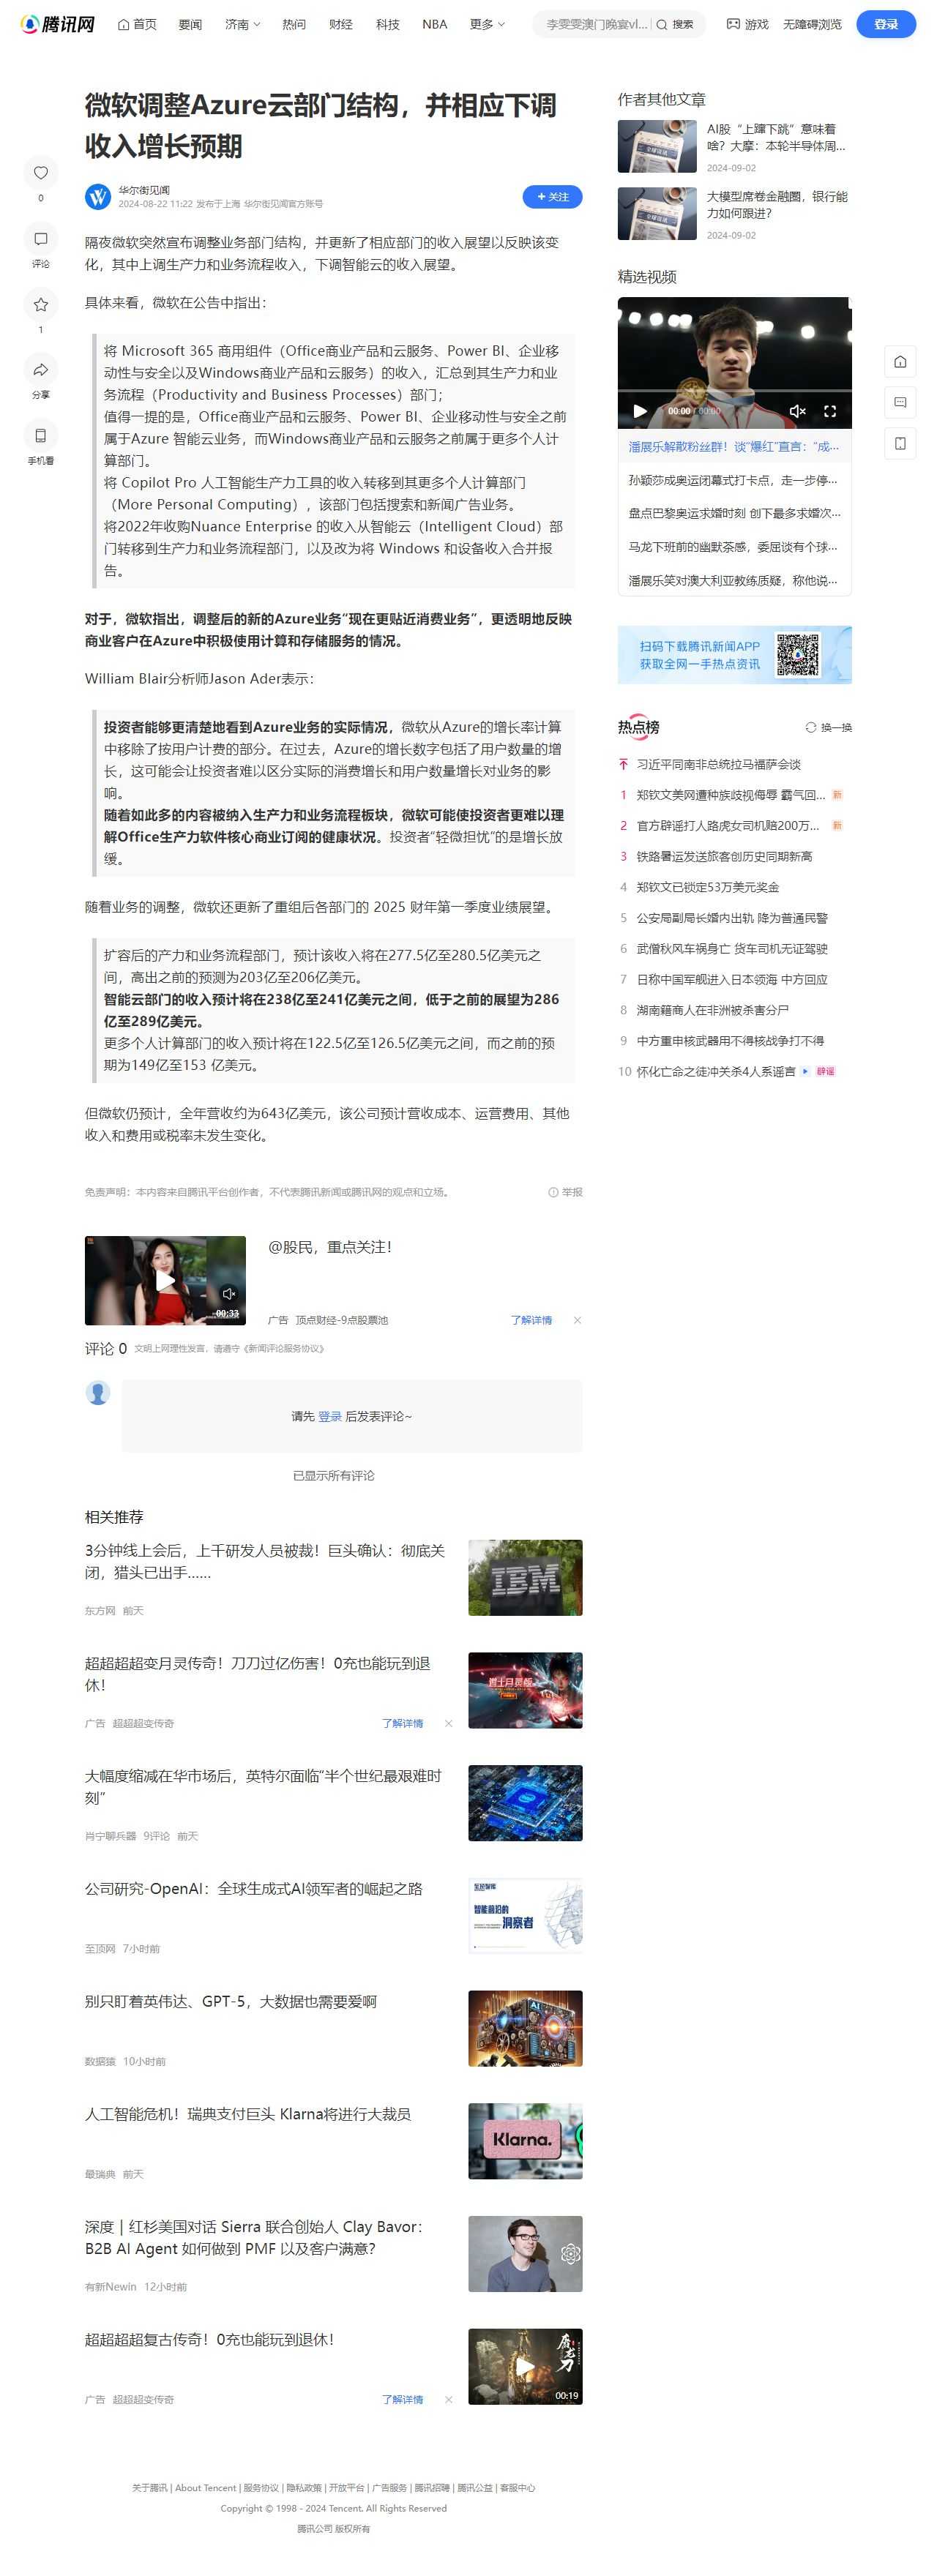 腾讯网
首页 要闻 济南 热问 财经 科技 NBA 更多
李雯雯澳门晚宴vl... 搜索
游戏 无障碍浏览 登录
微软调整Azure云部门结构，并相应下调
收入增长预期
华尔街见闻
2024-08-22 11:22 发布于上海 华尔街见闻官方账号
+ 关注
0
评论
1
分享
手机看
隔夜微软突然宣布调整业务部门结构，并更新了相应部门的收入展望以反映该变
化，其中上调生产力和业务流程收入，下调智能云的收入展望。
具体来看，微软在公告中指出：
将 Microsoft 365 商用组件（Office商业产品和云服务、Power BI、企业移
动性与安全以及Windows商业产品和云服务）的收入，汇总到其生产力和业
务流程（Productivity and Business Processes）部门；
值得一提的是，Office商业产品和云服务、Power BI、企业移动性与安全之前
属于Azure 智能云业务，而Windows商业产品和云服务之前属于更多个人计
算部门。
将 Copilot Pro 人工智能生产力工具的收入转移到其更多个人计算部门
（More Personal Computing），该部门包括搜索和新闻广告业务。
将2022年收购Nuance Enterprise 的收入从智能云（Intelligent Cloud）部
门转移到生产力和业务流程部门，以及改为将 Windows 和设备收入合并报
告。
对于，微软指出，调整后的新的Azure业务“现在更贴近消费业务”，更透明地反映
商业客户在Azure中积极使用计算和存储服务的情况。
William Blair分析师Jason Ader表示：
投资者能够更清楚地看到Azure业务的实际情况，微软从Azure的增长率计算
中移除了按用户计费的部分。在过去，Azure的增长数字包括了用户数量的增
长，这可能会让投资者难以区分实际的消费增长和用户数量增长对业务的影
响。
随着如此多的内容被纳入生产力和业务流程板块，微软可能使投资者更难以理
解Office生产力软件核心商业订阅的健康状况。投资者“轻微担忧”的是增长放
缓。
随着业务的调整，微软还更新了重组后各部门的 2025 财年第一季度业绩展望。
扩容后的产力和业务流程部门，预计该收入将在277.5亿至280.5亿美元之
间，高出之前的预测为203亿至206亿美元。
智能云部门的收入预计将在238亿至241亿美元之间，低于之前的展望为286
亿至289亿美元。
更多个人计算部门的收入预计将在122.5亿至126.5亿美元之间，而之前的预
期为149亿至153 亿美元。
但微软仍预计，全年营收约为643亿美元，该公司预计营收成本、运营费用、其他
收入和费用或税率未发生变化。
免责声明：本内容来自腾讯平台创作者，不代表腾讯新闻或腾讯网的观点和立场。
举报
00:33
@股民，重点关注！
广告 顶点财经-9点股票池
了解详情
评论 0 文明上网理性发言，请遵守《新闻评论服务协议》
请先 登录 后发表评论~
已显示所有评论
相关推荐
3分钟线上会后，上千研发人员被裁！巨头确认：彻底关
闭，猎头已出手……
东方网 前天
IBM
超超超超变月灵传奇！刀刀过亿伤害！0充也能玩到退
休！
广告 超超超变传奇
了解详情
大幅度缩减在华市场后，英特尔面临“半个世纪最艰难时
刻”
肖宁聊兵器 9评论 前天
公司研究-OpenAI：全球生成式AI领军者的崛起之路
至顶网 7小时前
智能前沿的
洞察者
别只盯着英伟达、GPT-5，大数据也需要爱啊
数据猿 10小时前
AI
人工智能危机！瑞典支付巨头 Klarna将进行大裁员
最瑞典 前天
Klarna.
深度｜红杉美国对话 Sierra 联合创始人 Clay Bavor：
B2B AI Agent 如何做到 PMF 以及客户满意？
有新Newin 12小时前
超超超超复古传奇！0充也能玩到退休！
广告 超超超变传奇
了解详情
屠龙刀
00:19
作者其他文章
AI股“上蹿下跳”意味着
啥？大摩：本轮半导体周...
2024-09-02
大模型席卷金融圈，银行能
力如何跟进？
2024-09-02
精选视频
00:00 / 00:00
潘展乐解散粉丝群！谈“爆红”直言：“成...
孙颖莎成奥运闭幕式打卡点，走一步停...
盘点巴黎奥运求婚时刻 创下最多求婚次...
马龙下班前的幽默茶感，委屈谈有个球...
潘展乐笑对澳大利亚教练质疑，称他说...
扫码下载腾讯新闻APP
获取全网一手热点资讯
热点榜 换一换
习近平同南非总统拉马福萨会谈
1 郑钦文美网遭种族歧视侮辱 霸气回... 新
2 官方辟谣打人路虎女司机赔200万... 新
3 铁路暑运发送旅客创历史同期新高
4 郑钦文已锁定53万美元奖金
5 公安局副局长婚内出轨 降为普通民警
6 武僧秋风车祸身亡 货车司机无证驾驶
7 日称中国军舰进入日本领海 中方回应
8 湖南籍商人在非洲被杀害分尸
9 中方重申核武器用不得核战争打不得
10 怀化亡命之徒冲关杀4人系谣言 辟谣
关于腾讯 | About Tencent | 服务协议 | 隐私政策 | 开放平台 | 广告服务 | 腾讯招聘 | 腾讯公益 | 客服中心
Copyright © 1998 - 2024 Tencent. All Rights Reserved
腾讯公司 版权所有